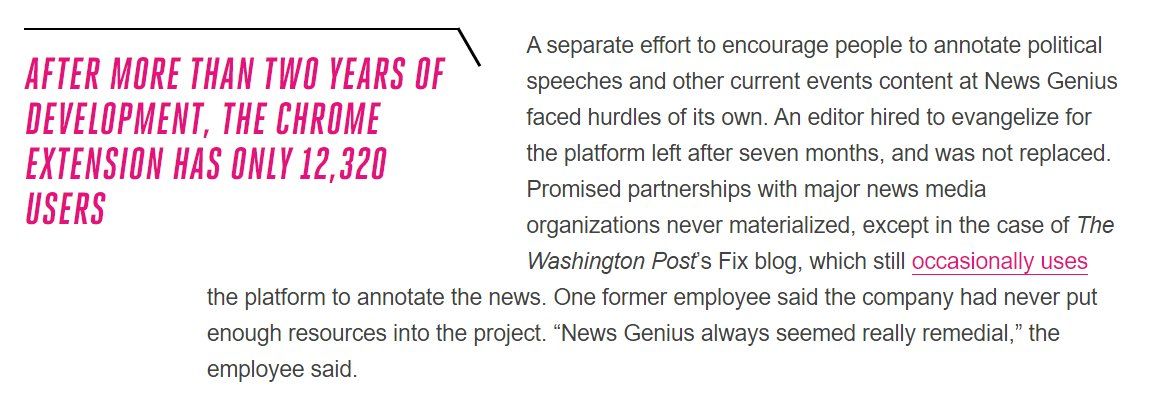 AFTER MORE THAN TWO YEARS OF
DEVELOPMENT, THE CHROME
EXTENSION HAS ONLY 12,320
USERS
A separate effort to encourage people to annotate political
speeches and other current events content at News Genius
faced hurdles of its own. An editor hired to evangelize for
the platform left after seven months, and was not replaced.
Promised partnerships with major news media
organizations never materialized, except in the case of The
Washington Post's Fix blog, which still occasionally uses
the platform to annotate the news. One former employee said the company had never put
enough resources into the project. “News Genius always seemed really remedial,” the
employee said.